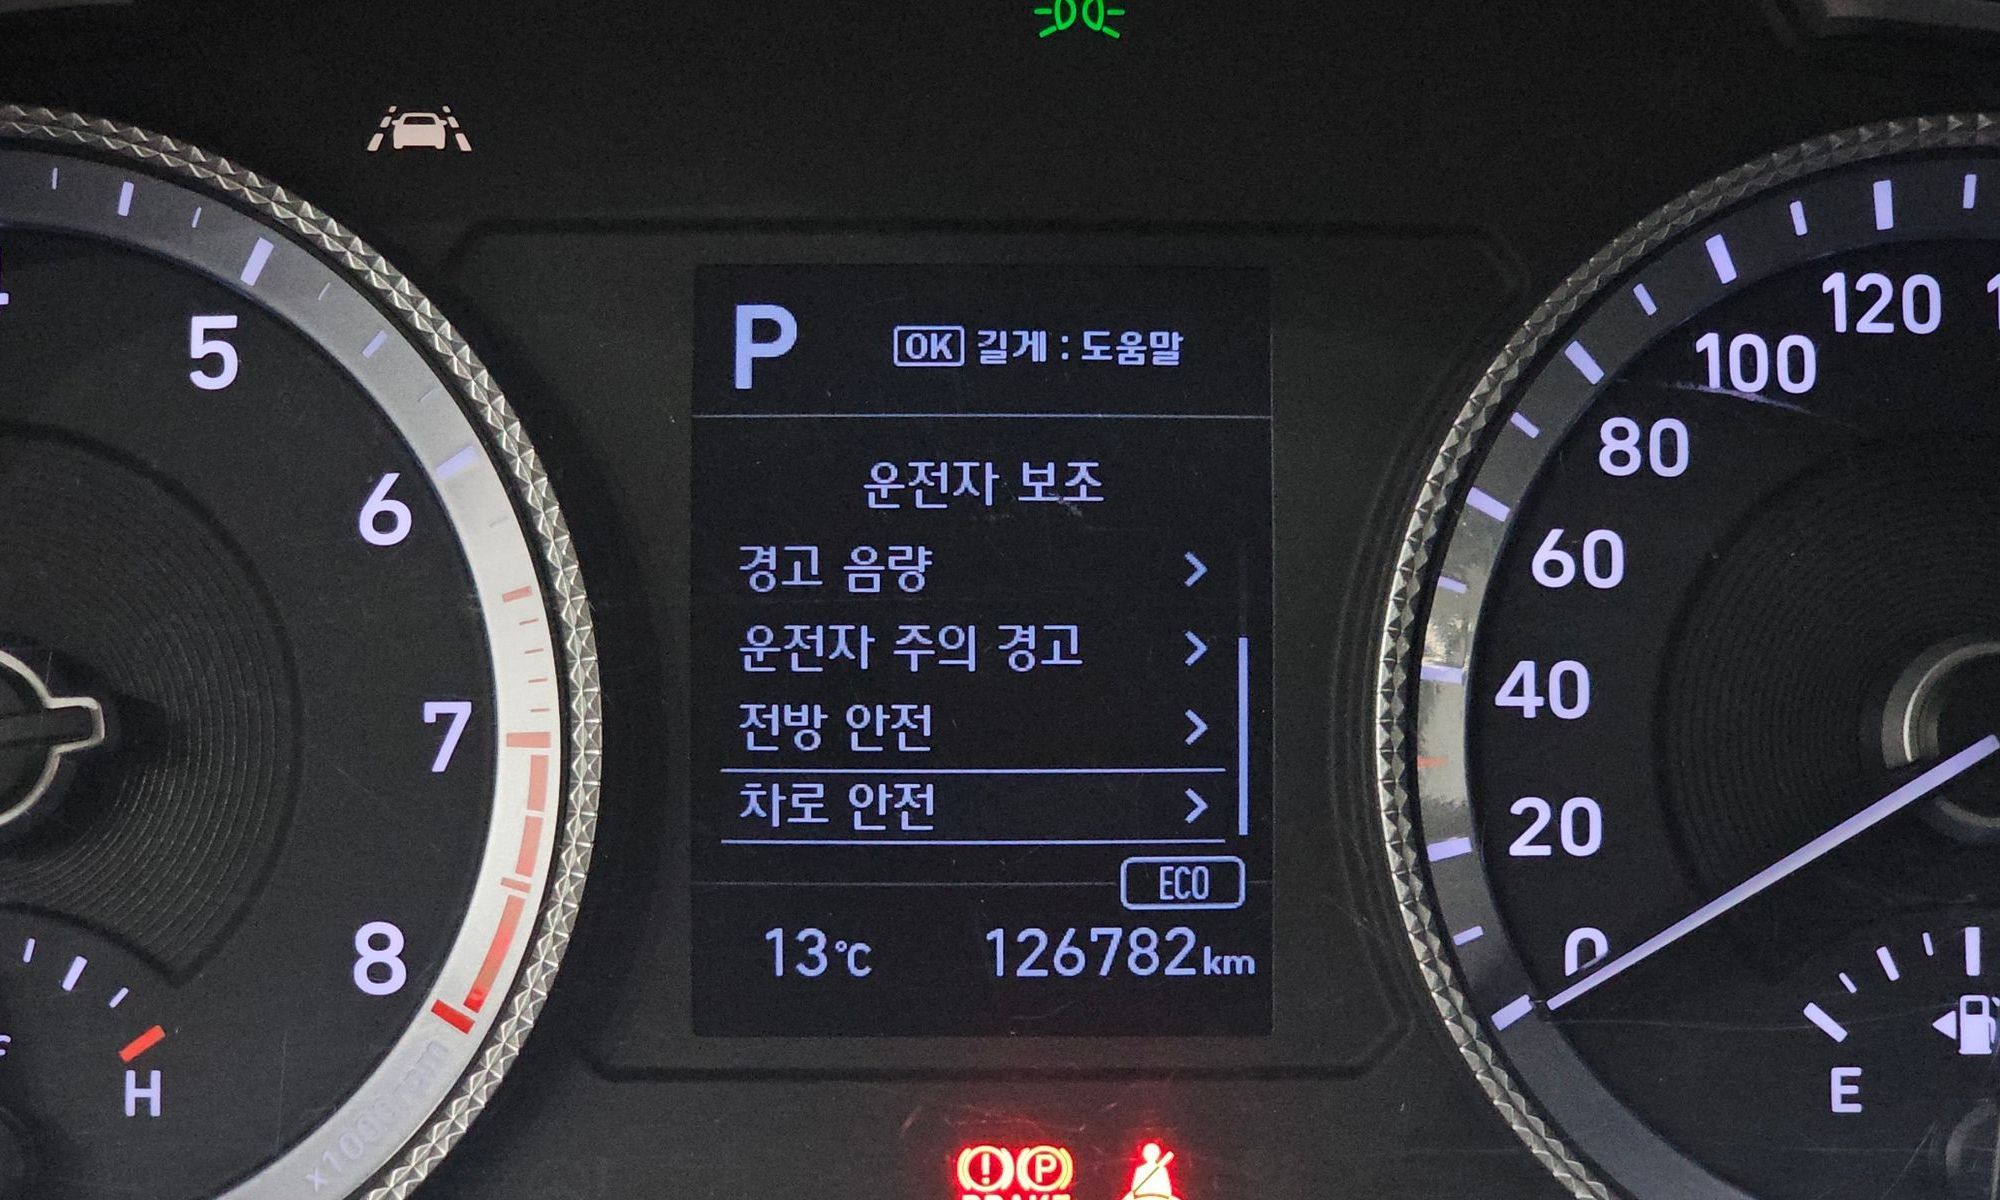 P
OK 길게 : 도움말
운전자 보조
경고 음량 >
운전자 주의 경고 >
전방 안전 >
차로 안전 >
ECO
13℃ 126782km
5
6
7
8
H
x1000rpm
120
100
80
60
40
20
0
E
P
BRAKE